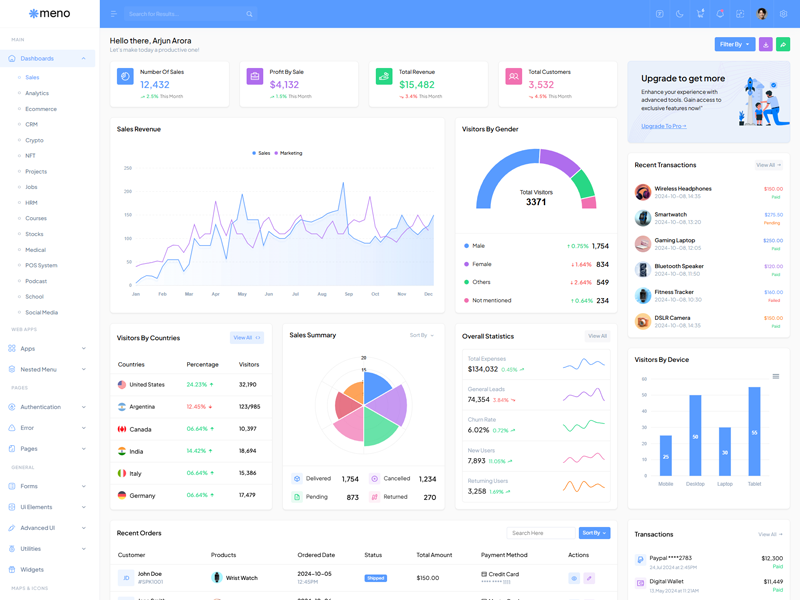 meno
Search for Results...
MAIN
Dashboards
Sales
Analytics
Ecommerce
CRM
Crypto
NFT
Projects
Jobs
HRM
Courses
Stocks
Medical
POS System
Podcast
School
Social Media
WEB APPS
Apps
Nested Menu
PAGES
Authentication
Error
Pages
GENERAL
Forms
UI Elements
Advanced UI
Utilities
Widgets
MAPS & ICONS
Hello there, Arjun Arora
Let's make today a productive one!
Filter By
Number Of Sales
12,432
2.5% This Month
Profit By Sale
$4,132
1.5% This Month
Total Revenue
$15,482
3.4% This Month
Total Customers
3,532
4.5% This Month
Sales Revenue
Sales Marketing
250
200
150
100
50
0
Jan Feb Mar Apr May Jun Jul Aug Sep Oct Nov Dec
Visitors By Gender
Total Visitors
3371
Male 0.75% 1,754
Female 1.64% 834
Others 2.64% 549
Not mentioned 0.64% 234
Upgrade to get more
Enhance your experience with
advanced tools. Gain access to
exclusive features now!"
Upgrade To Pro
Recent Transactions
View All
Wireless Headphones $150.00
2024-10-08, 14:35 Paid
Smartwatch $275.50
2024-10-08, 13:20 Pending
Gaming Laptop $250.00
2024-10-08, 12:05 Paid
Bluetooth Speaker $120.00
2024-10-08, 11:50 Paid
Fitness Tracker $160.00
2024-10-08, 10:30 Failed
DSLR Camera $150.00
2024-10-08, 14:35 Paid
Visitors By Countries
View All
Countries Percentage Visitors
United States 24.23% 32,190
Argentina 12.45% 123/985
Canada 06.64% 10,397
India 14.42% 18,694
Italy 06.64% 15,386
Germany 06.64% 17,479
Sales Summary
Sort By
20
15
Delivered 1,754
Cancelled 1,234
Pending 873
Returned 270
Overall Statistics
View All
Total Expenses
$134,032 0.45%
General Leads
74,354 3.84%
Churn Rate
6.02% 0.72%
New Users
7,893 0.05%
Returning Users
3,258 1.69%
Visitors By Device
60
50
40
30
20
10
0
25
50
30
55
Mobile Desktop Laptop Tablet
Recent Orders
Search Here
Sort By
Customer Products Ordered Date Status Total Amount Payment Method Actions
JD
John Doe
#SPK1001
Wrist Watch
2024-10-05
12:45PM
Shipped
$150.00
Credit Card
Transactions
View All
Paypal ****2783 $12,300
24,Jul 2024 at 2:45PM Paid
Digital Wallet $11,449
12,May 2024 at 11:21AM Paid